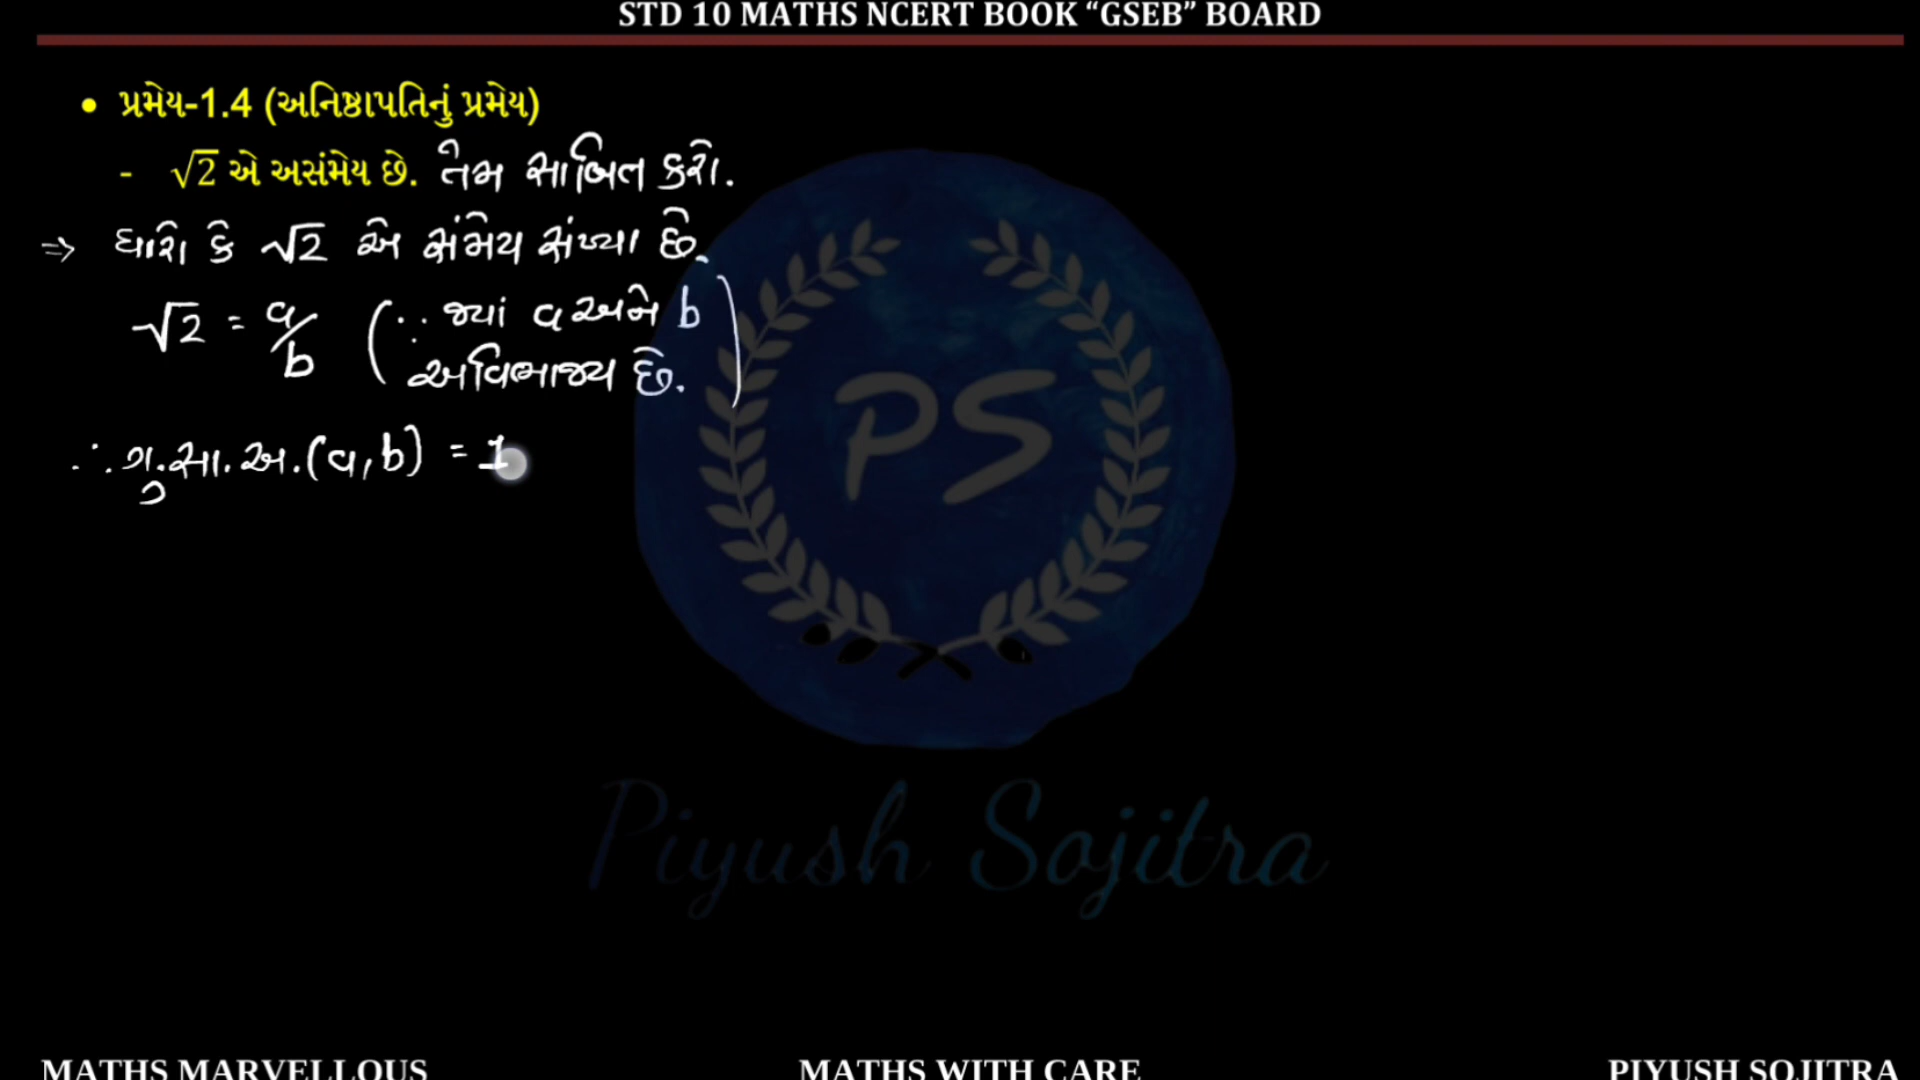 STD 10 MATHS NCERT BOOK “GSEB” BOARD
• પ્રમેય-1.4 (અનિષ્ઠાપતિનું પ્રમેય)
- √2 એ અસંમેય છે. તેમ સાબિત કરો.
⇒ ધારો કે √2 એ સંમેય સંખ્યા છે.
√2 = a/b (∵ જ્યાં a અને b
અવિભાજ્ય છે.)
∴ ગુ.સા.અ.(a,b) = 1
PS
Piyush Sojitra
MATHS MARVELLOUS MATHS WITH CARE PIYUSH SOJITRA